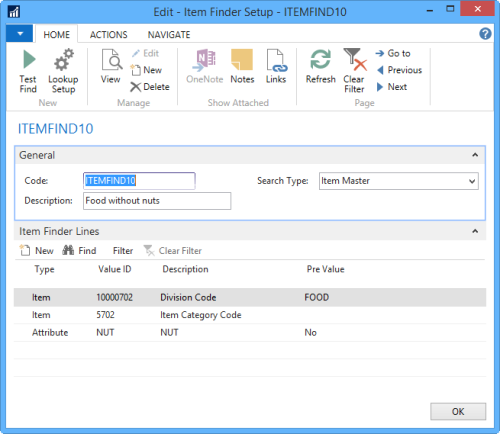 Edit - Item Finder Setup - ITEMFIND10
HOME ACTIONS NAVIGATE
Test Find Lookup Setup View Edit New Delete OneNote Notes Links Refresh Clear Filter Go to Previous Next
New Manage Show Attached Page
ITEMFIND10
General
Code: ITEMFIND10 Search Type: Item Master
Description: Food without nuts
Item Finder Lines
New Find Filter Clear Filter
Type Value ID Description Pre Value
Item 10000702 Division Code FOOD
Item 5702 Item Category Code
Attribute NUT NUT No
OK